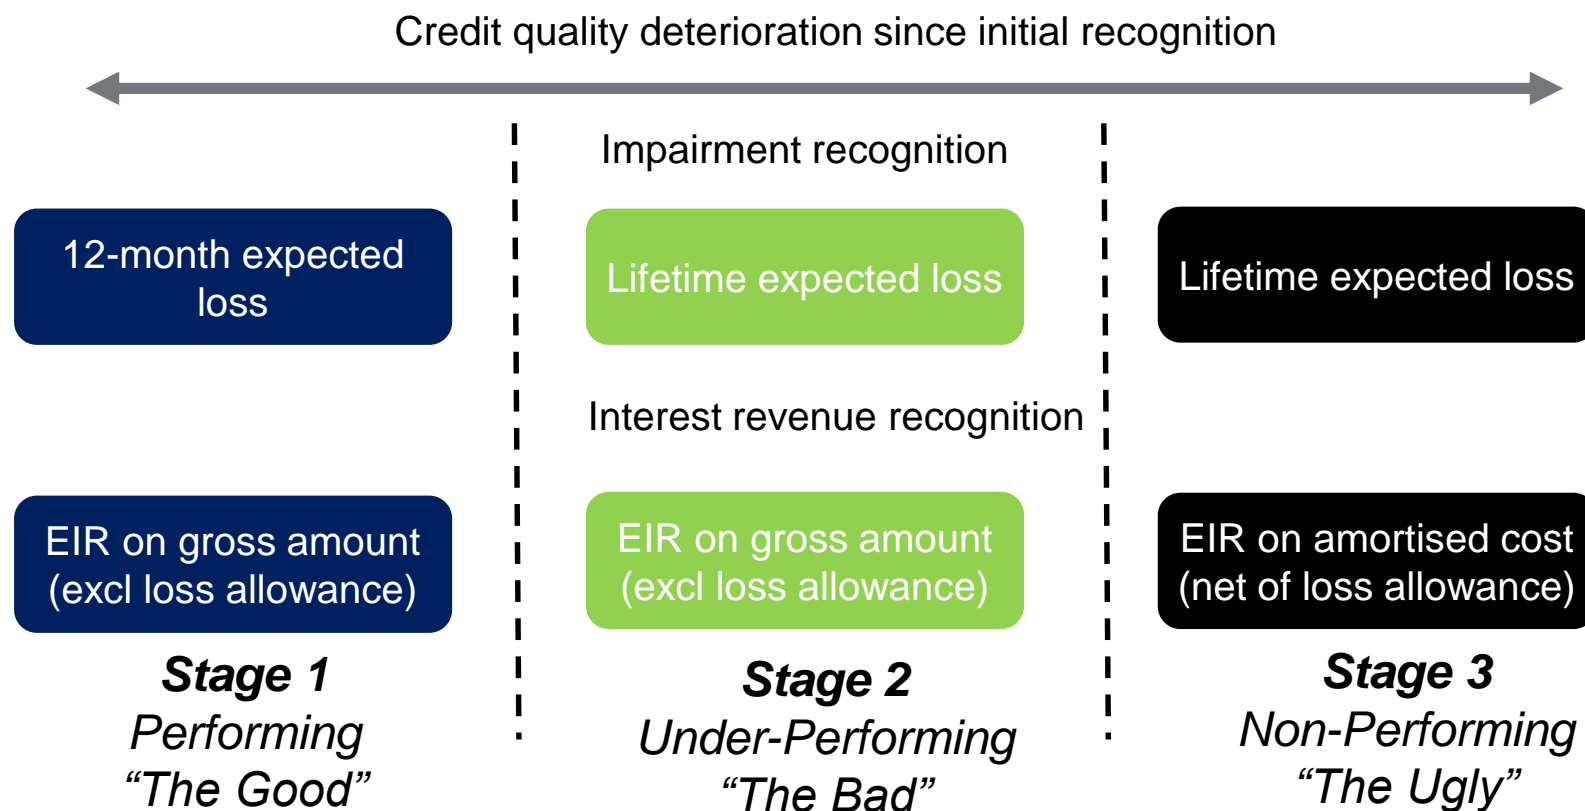 Credit quality deterioration since initial recognition
Impairment recognition
12-month expected
loss
Lifetime expected loss
Lifetime expected loss
Interest revenue recognition
EIR on gross amount
(excl loss allowance)
EIR on gross amount
(excl loss allowance)
EIR on amortised cost
(net of loss allowance)
Stage 1
Performing
“The Good”
Stage 2
Under-Performing
“The Bad”
Stage 3
Non-Performing
“The Ugly”